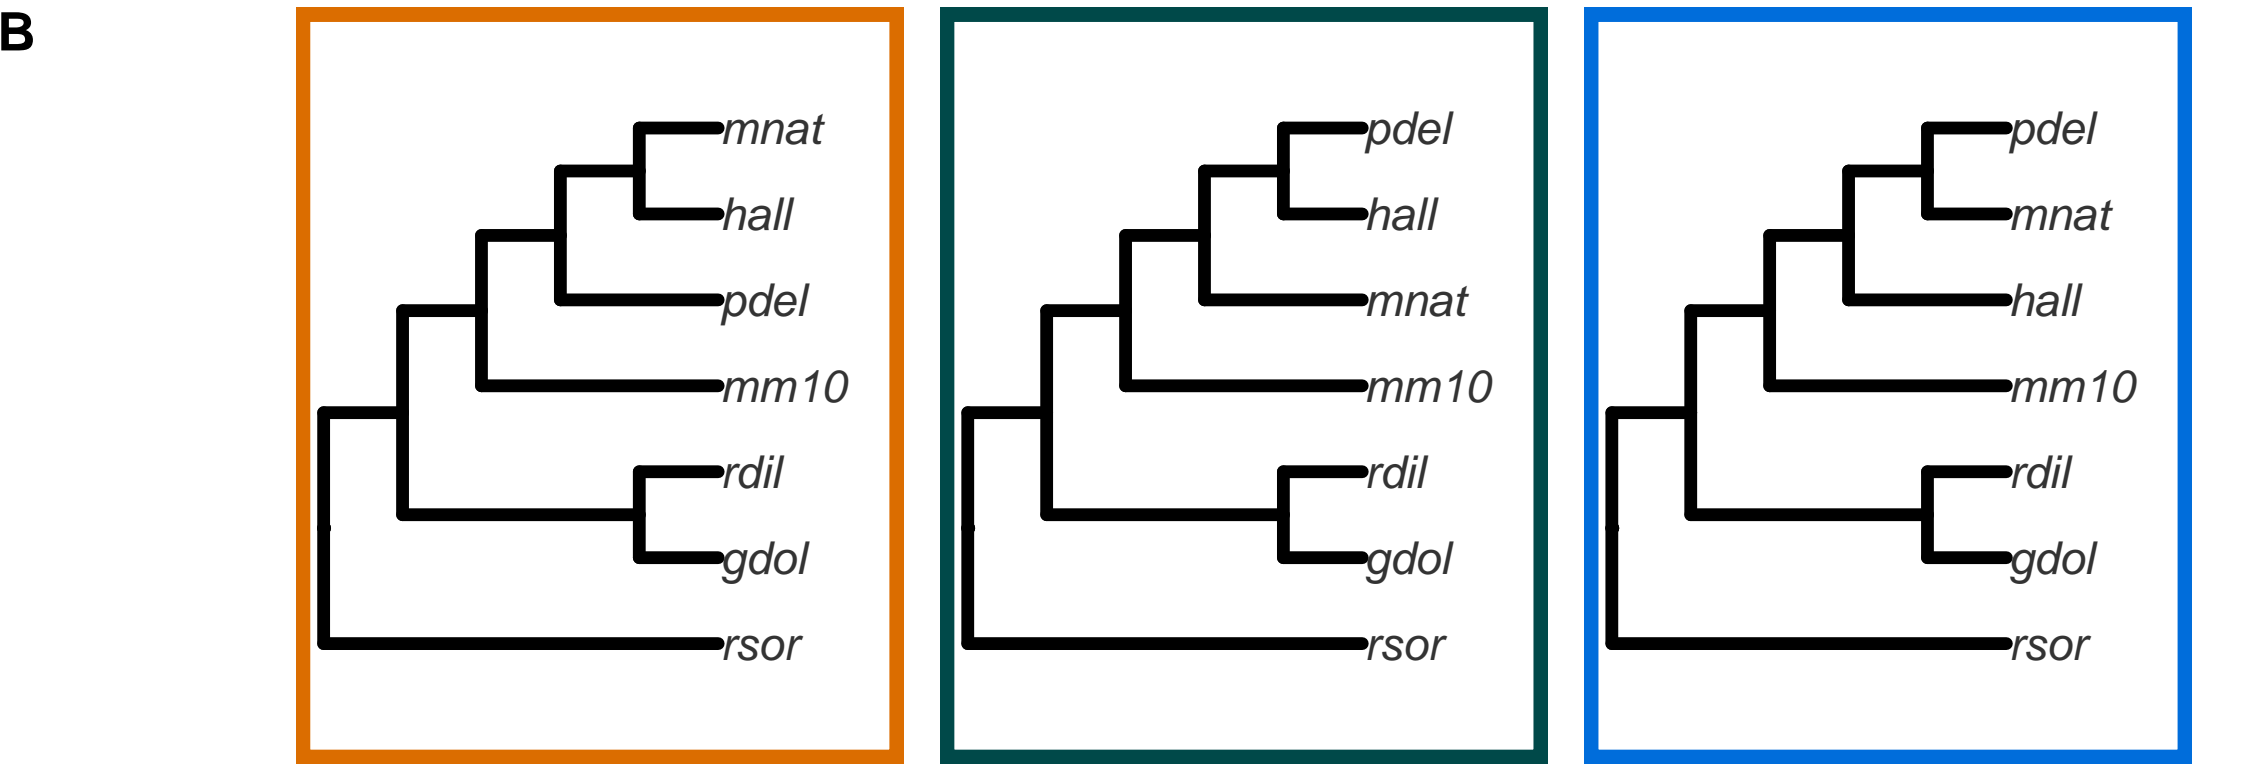 B
mnat
hall
pdel
mm10
rdil
gdol
rsor
pdel
hall
mnat
mm10
rdil
gdol
rsor
pdel
mnat
hall
mm10
rdil
gdol
rsor